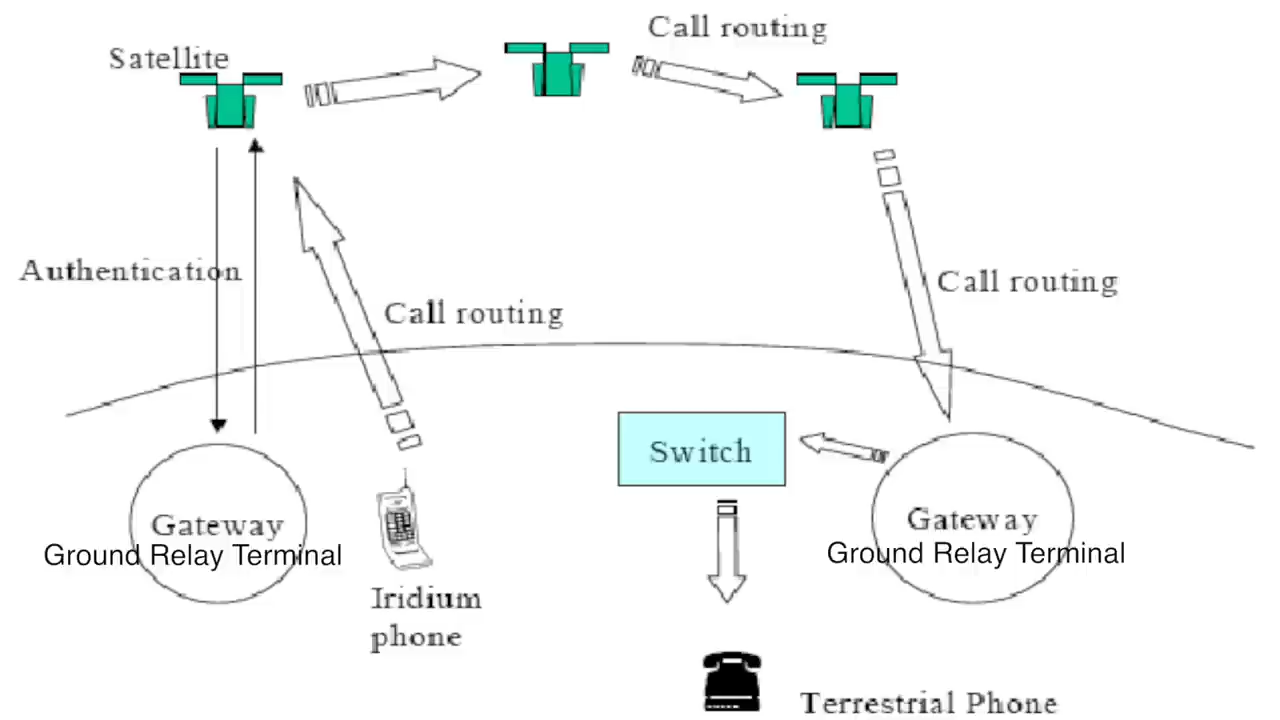 Call routing
Satellite
Authentication
Call routing
Call routing
Switch
Gateway
Ground Relay Terminal
Gateway
Ground Relay Terminal
Iridium
phone
Terrestrial Phone